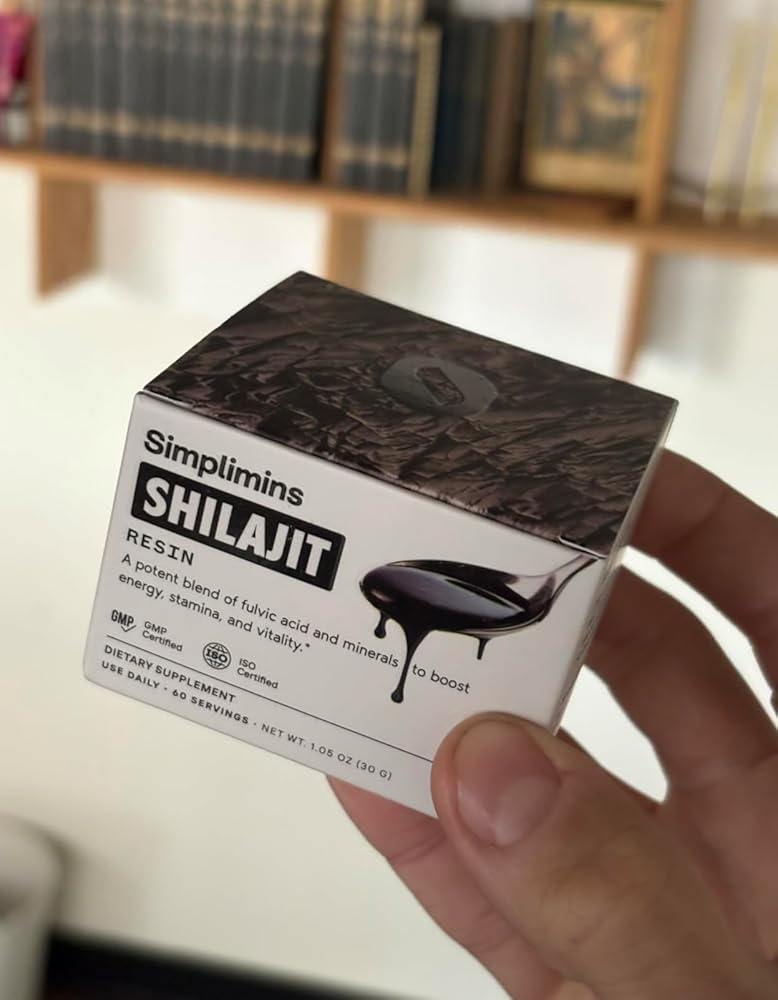 Simplimins
SHILAJIT
RESIN
A potent blend of fulvic acid and minerals to boost
energy, stamina, and vitality.*
GMP
GMP
Certified
ISO
ISO
Certified
DIETARY SUPPLEMENT
USE DAILY · 60 SERVINGS · NET WT. 1.05 OZ (30 G)